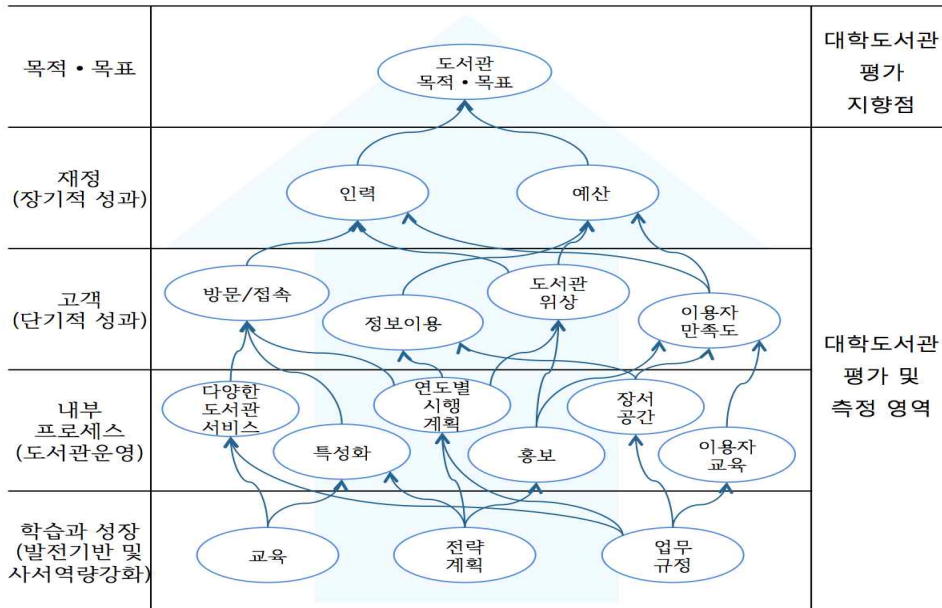 목적・목표
도서관
목적・목표
대학도서관
평가
지향점
재정
(장기적 성과)
인력
예산
고객
(단기적 성과)
방문/접속
정보이용
도서관
위상
이용자
만족도
대학도서관
평가 및
측정 영역
내부
프로세스
(도서관운영)
다양한
도서관
서비스
특성화
연도별
시행
계획
홍보
장서
공간
이용자
교육
학습과 성장
(발전기반 및
사서역량강화)
교육
전략
계획
업무
규정